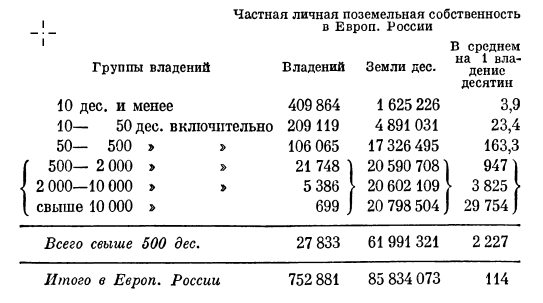 Частная личная поземельная собственность
в Европ. России
Группы владений Владений Земли дес. В среднем
на 1 вла-
дение
десятин
10 дес. и менее 409 864 1 625 226 3,9
10— 50 дес. включительно 209 119 4 891 031 23,4
50— 500 » » 106 065 17 326 495 163,3
500— 2 000 » » 21 748 20 590 708 947
2 000—10 000 » » 5 386 20 602 109 3 825
свыше 10 000 » 699 20 798 504 29 754
Всего свыше 500 дес. 27 833 61 991 321 2 227
Итого в Европ. России 752 881 85 834 073 114